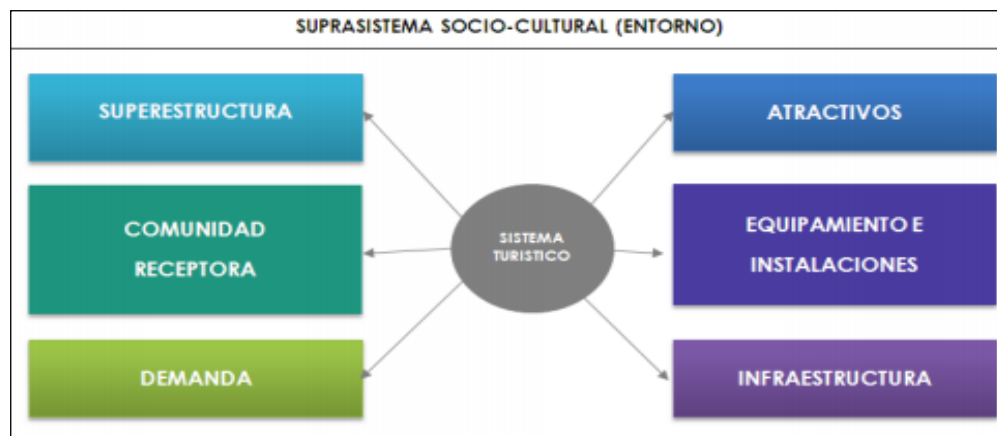 SUPRASISTEMA SOCIO-CULTURAL (ENTORNO)
SUPERESTRUCTURA
ATRACTIVOS
COMUNIDAD
RECEPTORA
SISTEMA
TURISTICO
EQUIPAMIENTO E
INSTALACIONES
DEMANDA
INFRAESTRUCTURA